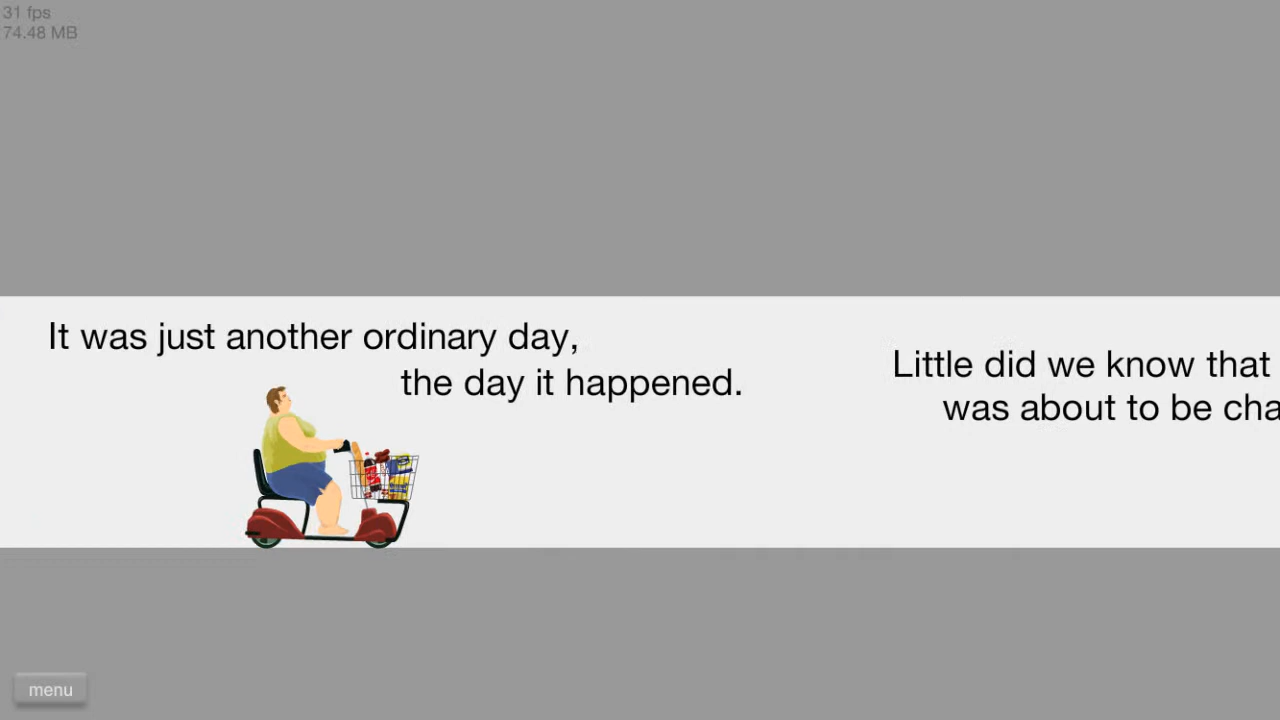 31 fps
74.48 MB
It was just another ordinary day,
the day it happened.
Little did we know that
was about to be
menu